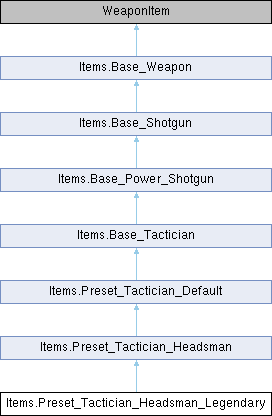 WeaponItem
Items.Base_Weapon
Items.Base_Shotgun
Items.Base_Power_Shotgun
Items.Base_Tactician
Items.Preset_Tactician_Default
Items.Preset_Tactician_Headsman
Items.Preset_Tactician_Headsman_Legendary